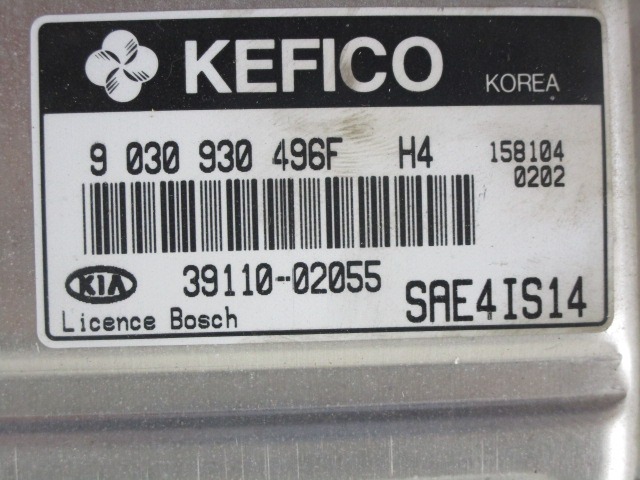 KEFICO KOREA
9 030 930 496F H4 158104
0202
KIA 39110-02055 SAE4IS14
Licence Bosch